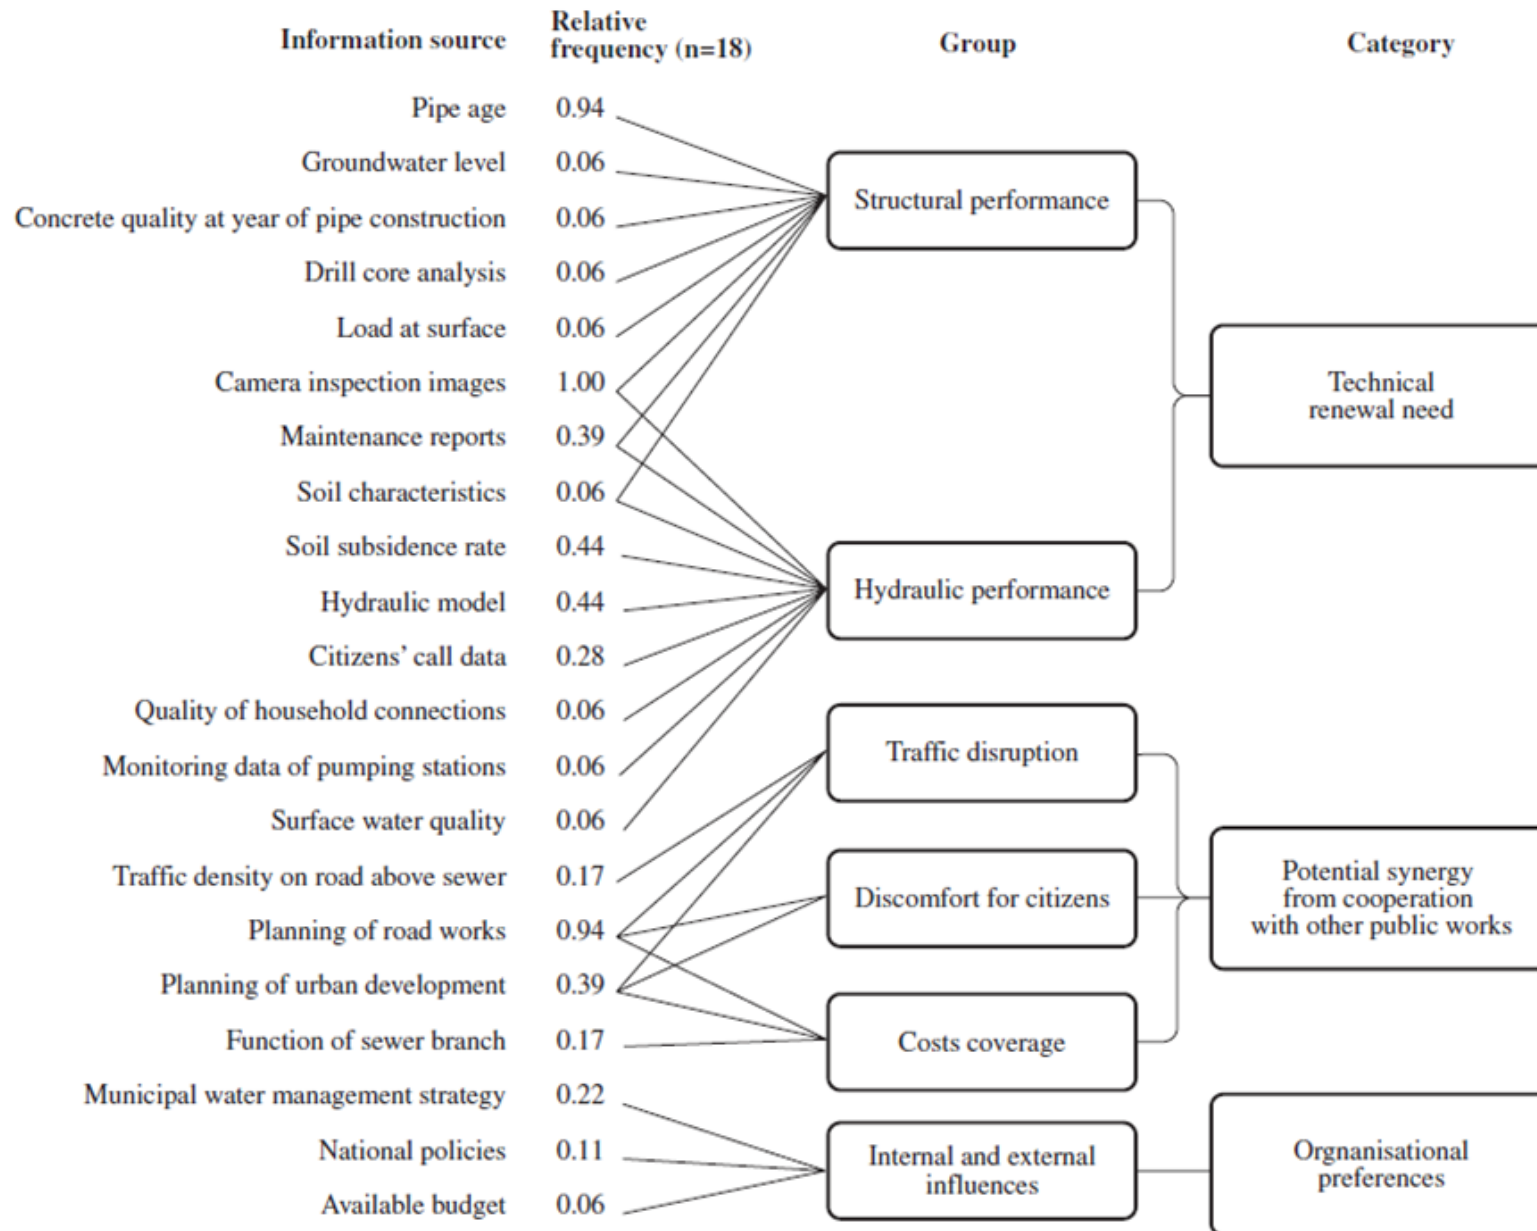 Information source
Relative
frequency (n=18)
Group
Category
Pipe age 0.94
Groundwater level 0.06
Concrete quality at year of pipe construction 0.06
Drill core analysis 0.06
Load at surface 0.06
Camera inspection images 1.00
Maintenance reports 0.39
Soil characteristics 0.06
Soil subsidence rate 0.44
Hydraulic model 0.44
Citizens’ call data 0.28
Quality of household connections 0.06
Monitoring data of pumping stations 0.06
Surface water quality 0.06
Traffic density on road above sewer 0.17
Planning of road works 0.94
Planning of urban development 0.39
Function of sewer branch 0.17
Municipal water management strategy 0.22
National policies 0.11
Available budget 0.06
Structural performance
Hydraulic performance
Traffic disruption
Discomfort for citizens
Costs coverage
Internal and external
influences
Technical
renewal need
Potential synergy
from cooperation
with other public works
Orgnanisational
preferences